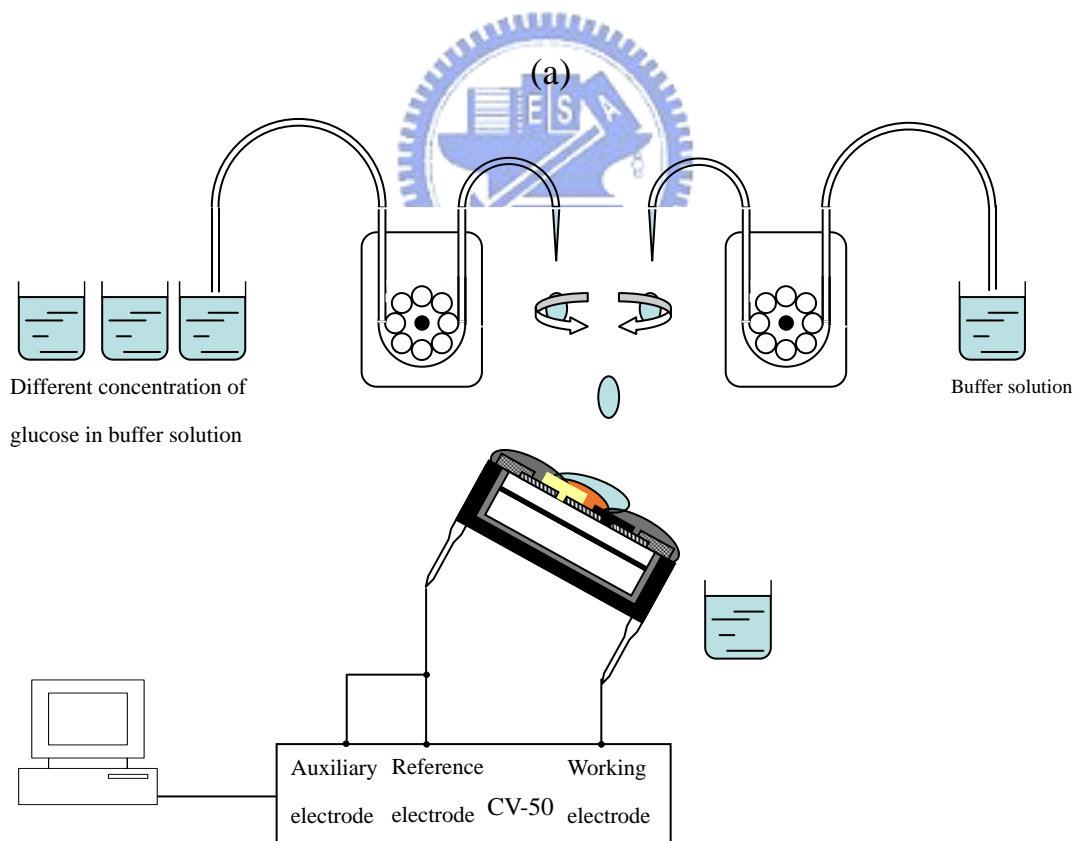 (a)
E S A
Different concentration of
glucose in buffer solution
Buffer solution
Auxiliary
electrode
Reference
electrode
CV-50
Working
electrode